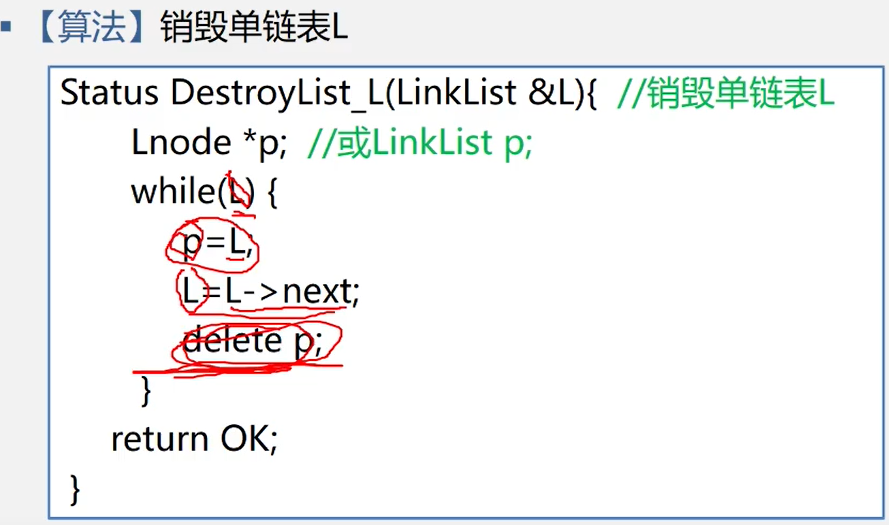 【算法】销毁单链表L
Status DestroyList_L(LinkList &L){ //销毁单链表L
Lnode *p; //或LinkList p;
while(L) {
p=L;
L=L->next;
delete p;
}
return OK;
}